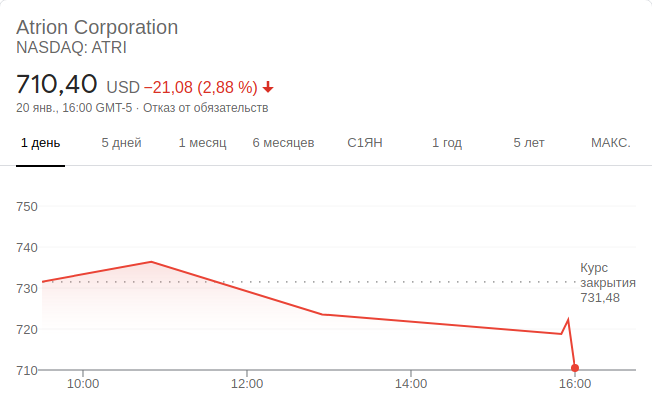 Atrion Corporation
NASDAQ: ATRI
710,40 USD −21,08 (2,88 %)
20 янв., 16:00 GMT-5 · Отказ от обязательств
1 день 5 дней 1 месяц 6 месяцев С1ЯН 1 год 5 лет МАКС.
750
740
Курс
закрытия
730
731,48
720
710
10:00 12:00 14:00 16:00